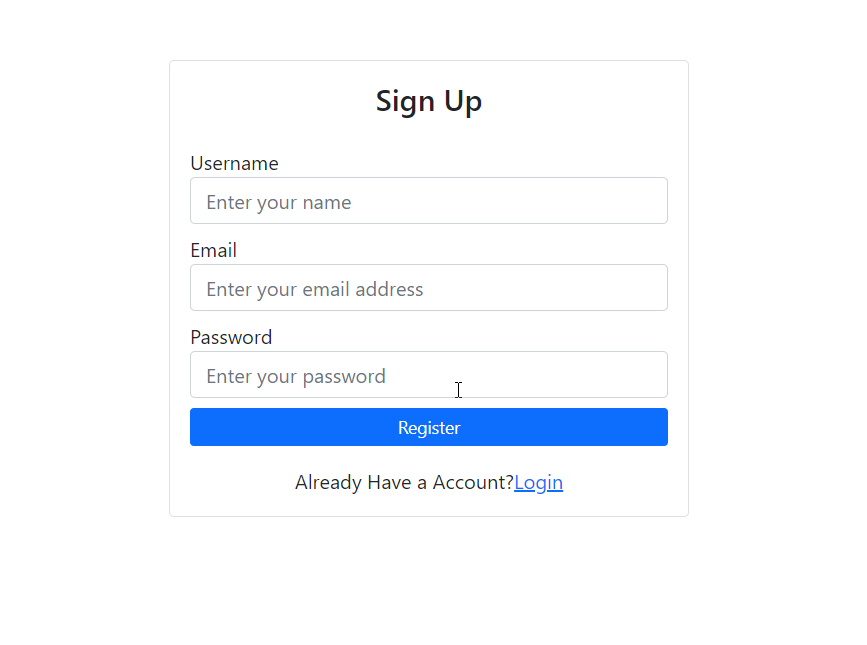 Sign Up
Username
Enter your name
Email
Enter your email address
Password
Enter your password
Register
Already Have a Account?Login